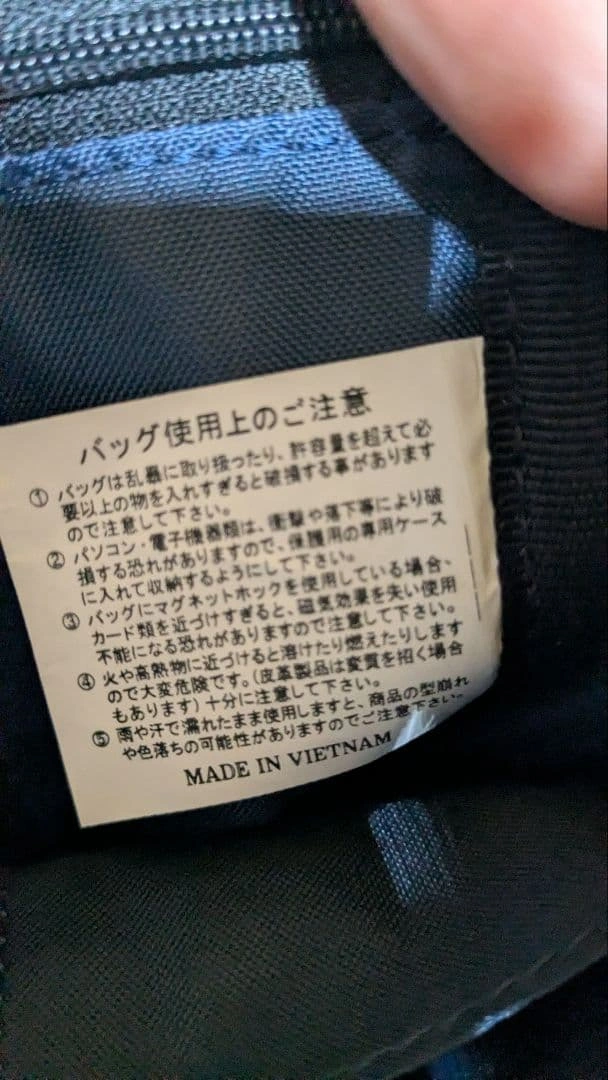 バッグ使用上のご注意
① バッグは乱暴に取り扱ったり、許容量を超えて必
要以上の物を入れすぎると破損する事があります
ので注意して下さい。
② パソコン・電子機器類は、衝撃や落下等により破
損する恐れがありますので、保護用の専用ケース
に入れて収納するようにして下さい。
③ バッグにマグネットホックを使用している場合、
カード類を近づけすぎると、磁気効果を失い使用
不能になる恐れがありますので注意して下さい。
④ 火や高熱物に近づけると溶けたり燃えたりします
ので大変危険です。(皮革製品は変質を招く場合
もあります)十分に注意して下さい。
⑤ 雨や汗で濡れたまま使用しますと、商品の型崩れ
や色落ちの可能性がありますのでご注意下さい。
MADE IN VIETNAM